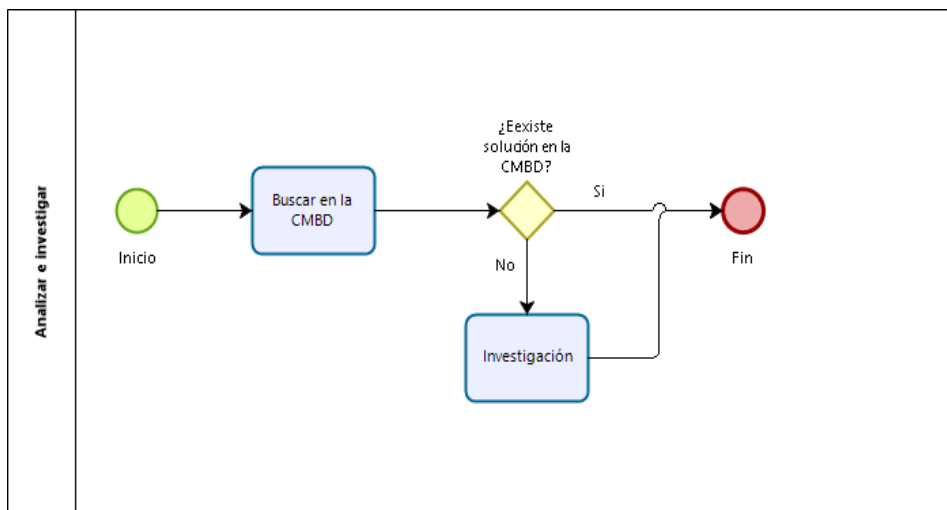 Analizar e investigar
Inicio
Buscar en la
CMBD
¿Eexiste
solución en la
CMBD?
Si
No
Investigación
Fin